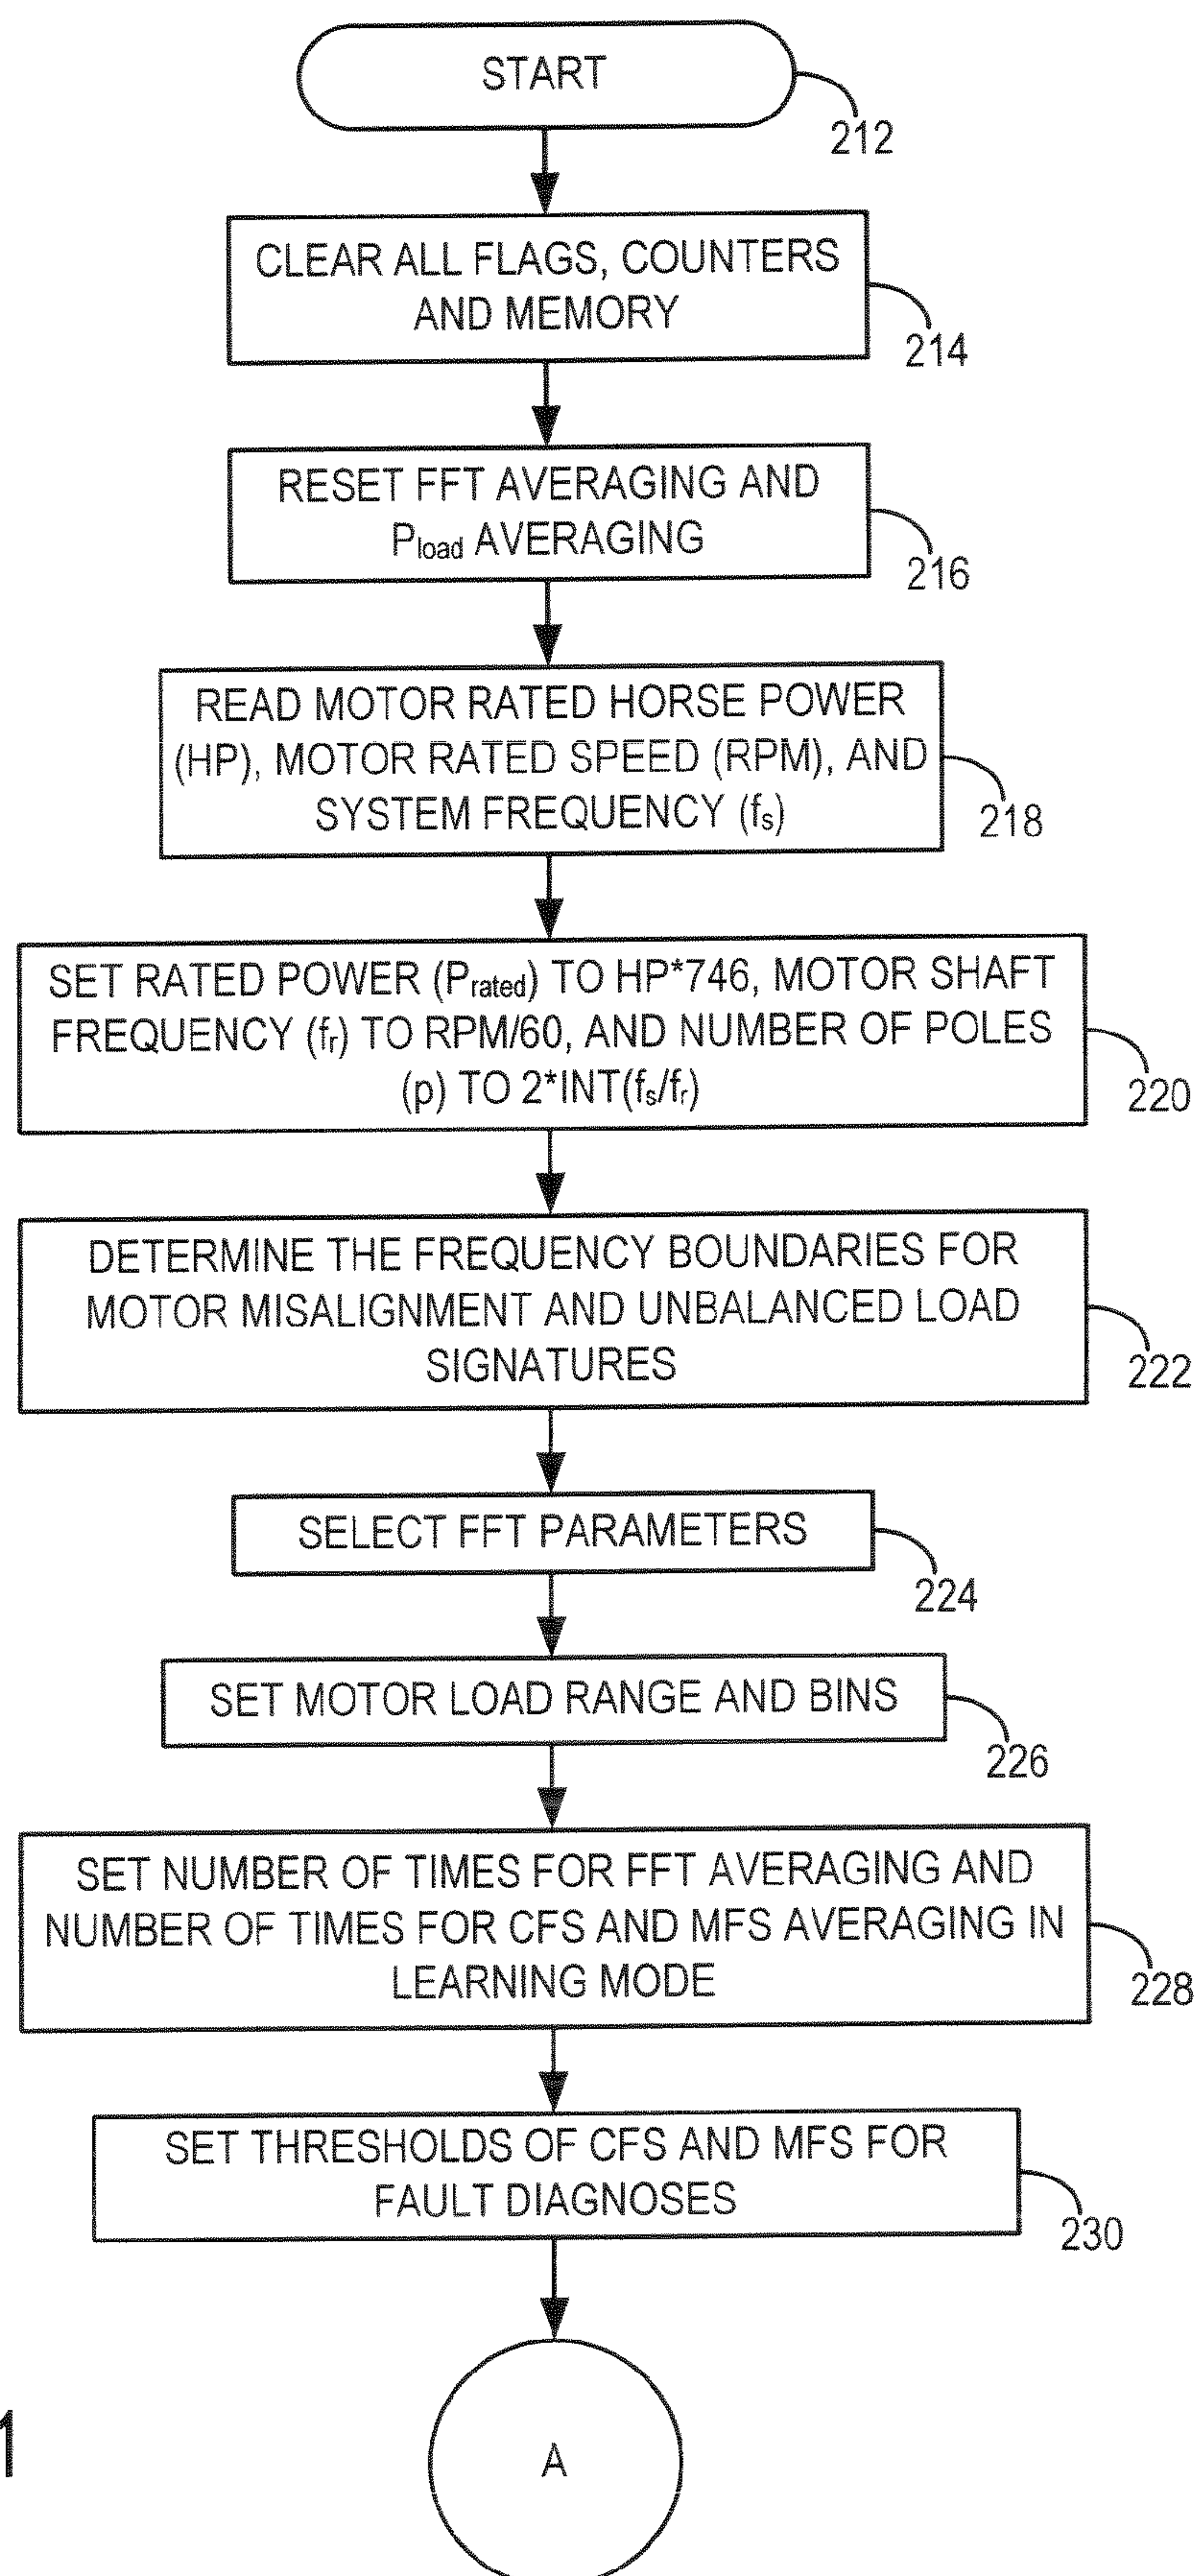 START
212
CLEAR ALL FLAGS, COUNTERS
AND MEMORY
214
RESET FFT AVERAGING AND
Pload AVERAGING
216
READ MOTOR RATED HORSE POWER
(HP), MOTOR RATED SPEED (RPM), AND
SYSTEM FREQUENCY (fs)
218
SET RATED POWER (Prated) TO HP*746, MOTOR SHAFT
FREQUENCY (fr) TO RPM/60, AND NUMBER OF POLES
(p) TO 2*INT(fs/fr)
220
DETERMINE THE FREQUENCY BOUNDARIES FOR
MOTOR MISALIGNMENT AND UNBALANCED LOAD
SIGNATURES
222
SELECT FFT PARAMETERS
224
SET MOTOR LOAD RANGE AND BINS
226
SET NUMBER OF TIMES FOR FFT AVERAGING AND
NUMBER OF TIMES FOR CFS AND MFS AVERAGING IN
LEARNING MODE
228
SET THRESHOLDS OF CFS AND MFS FOR
FAULT DIAGNOSES
230
A
1